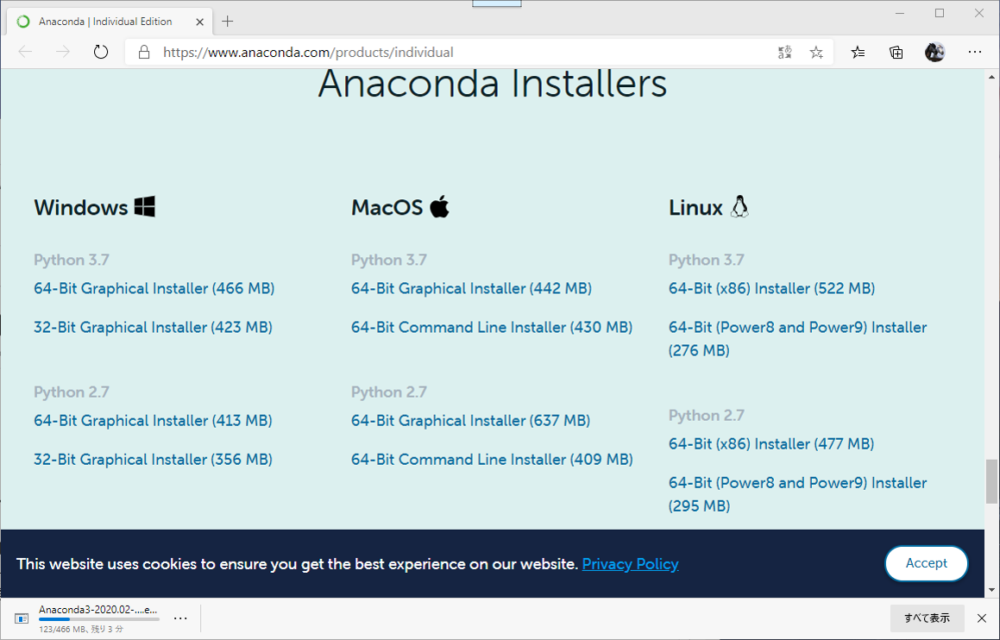 Anaconda | Individual Edition
https://www.anaconda.com/products/individual
Anaconda Installers
Windows
Python 3.7
64-Bit Graphical Installer (466 MB)
32-Bit Graphical Installer (423 MB)
Python 2.7
64-Bit Graphical Installer (413 MB)
32-Bit Graphical Installer (356 MB)
MacOS
Python 3.7
64-Bit Graphical Installer (442 MB)
64-Bit Command Line Installer (430 MB)
Python 2.7
64-Bit Graphical Installer (637 MB)
64-Bit Command Line Installer (409 MB)
Linux
Python 3.7
64-Bit (x86) Installer (522 MB)
64-Bit (Power8 and Power9) Installer
(276 MB)
Python 2.7
64-Bit (x86) Installer (477 MB)
64-Bit (Power8 and Power9) Installer
(295 MB)
This website uses cookies to ensure you get the best experience on our website. Privacy Policy
Accept
Anaconda3-2020.02-....e...
123/466 MB、残り 3 分
すべて表示